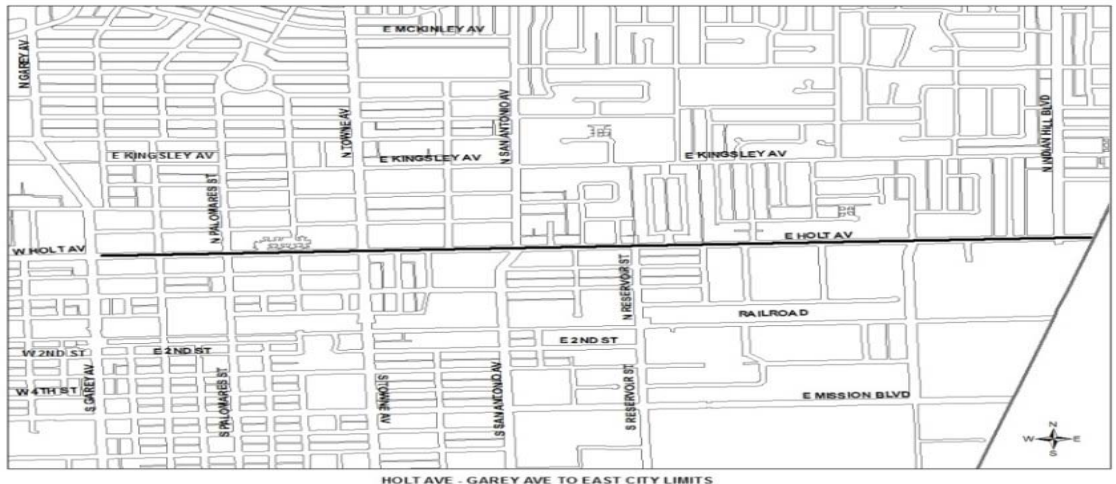 E MCKINLEY AV
N GAREY AV
N TOWNE AV
N SAN ANTONIO AV
N INDIAN HILL BLVD
E KINGSLEY AV
E KINGSLEY AV
E KINGSLEY AV
N PALOMARES ST
W HOLT AV
E HOLT AV
N RESERVOIR ST
RAILROAD
W 2ND ST
E 2ND ST
E 2ND ST
W 4TH ST
S GAREY AV
S PALOMARES ST
S TOWNE AV
S SAN ANTONIO AV
S RESERVOIR ST
E MISSION BLVD
N
W E
S
HOLT AVE - GAREY AVE TO EAST CITY LIMITS